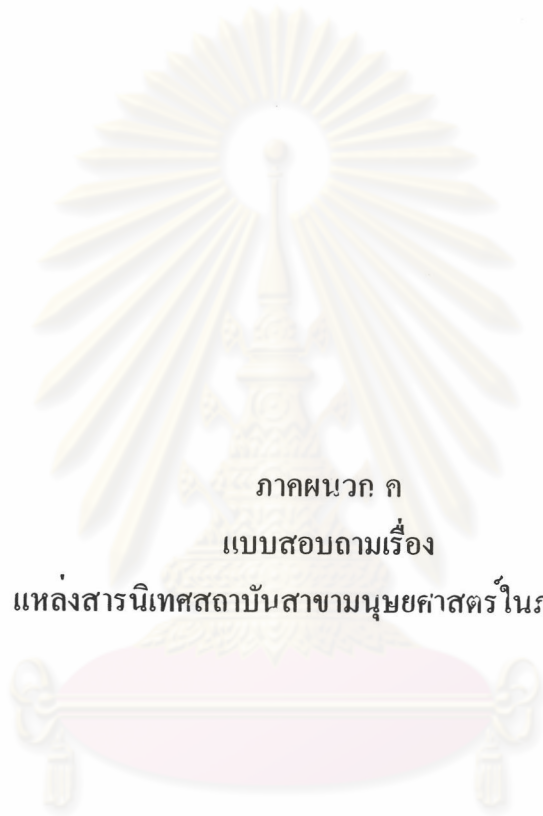 ภาคผนวก ค
แบบสอบถามเรื่อง
แหล่งสารนิเทศสถาบันสาขามนุษยศาสตร์ใน